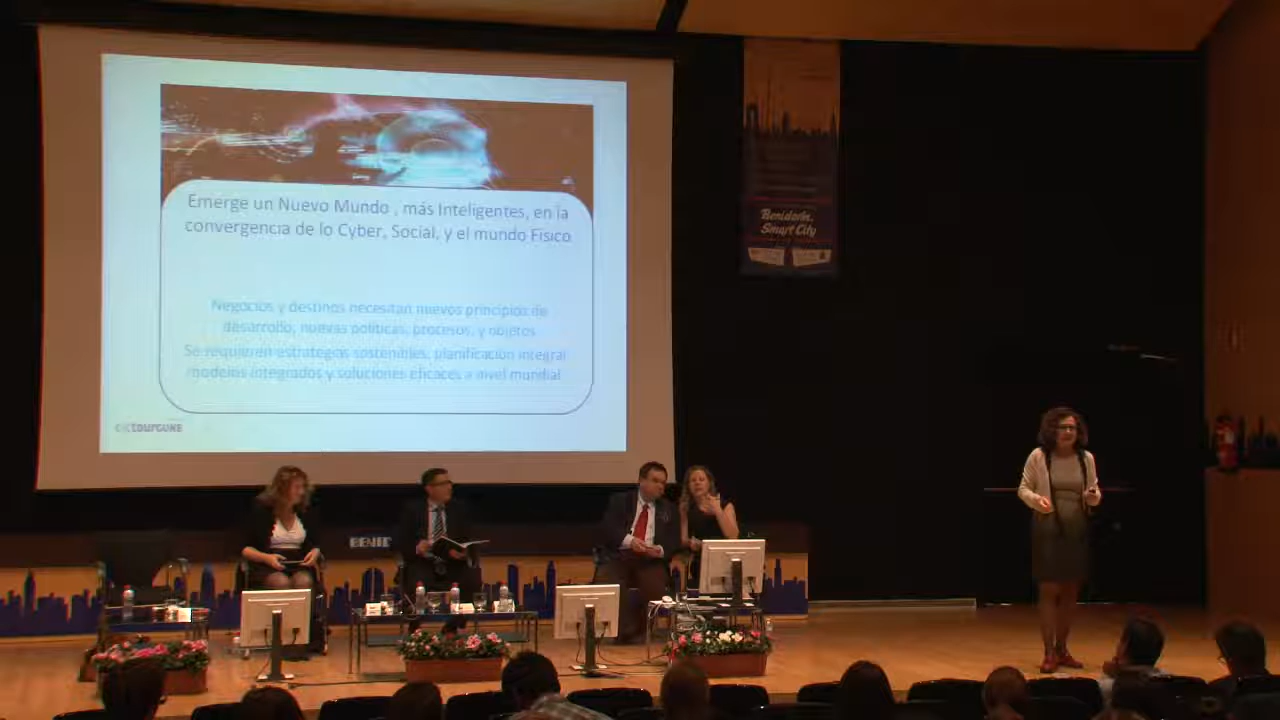 Emerge un Nuevo Mundo , más Inteligentes, en la
convergencia de lo Cyber, Social, y el mundo Físico
Negocios y destinos necesitan nuevos principios de
desarrollo, nuevas políticas, procesos, y objetos
Se requieren estrategias sostenibles, planificación integral
modelos integrados y soluciones eficaces a nivel mundial
CICtourGUNE
Benidorm,
Smart City
BENID